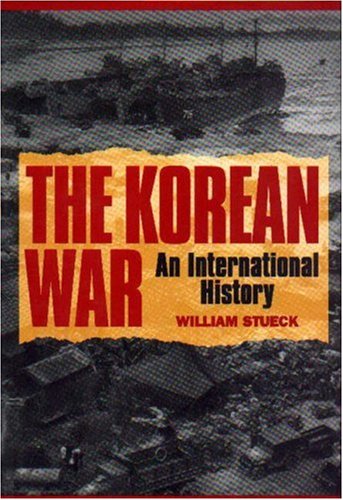 THE KOREAN
WAR
An International
History
WILLIAM STUECK